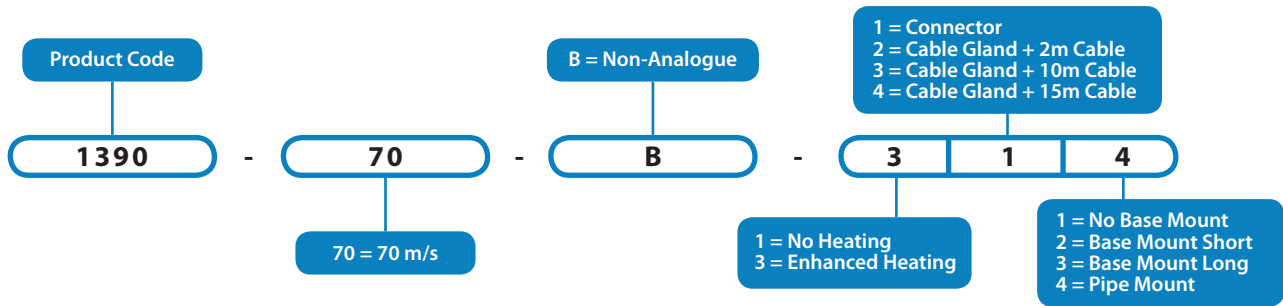 1 = Connector
2 = Cable Gland + 2m Cable
3 = Cable Gland + 10m Cable
4 = Cable Gland + 15m Cable
Product Code
B = Non-Analogue
1390 - 70 - B - 3 1 4
70 = 70 m/s
1 = No Heating
3 = Enhanced Heating
1 = No Base Mount
2 = Base Mount Short
3 = Base Mount Long
4 = Pipe Mount